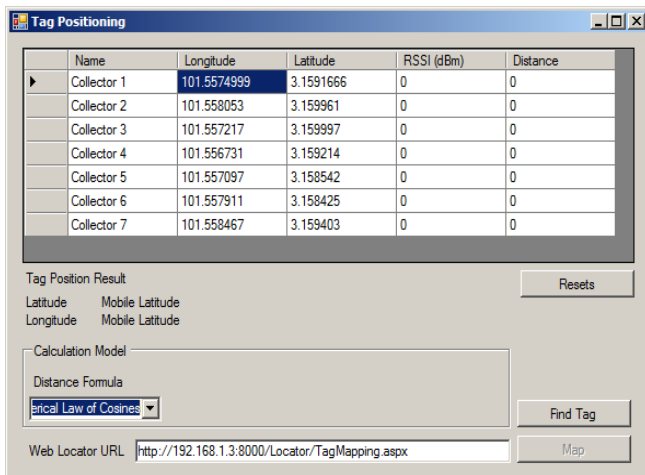 Tag Positioning
Name Longitude Latitude RSSI (dBm) Distance
Collector 1 101.5574999 3.1591666 0 0
Collector 2 101.558053 3.159961 0 0
Collector 3 101.557217 3.159997 0 0
Collector 4 101.556731 3.159214 0 0
Collector 5 101.557097 3.158542 0 0
Collector 6 101.557911 3.158425 0 0
Collector 7 101.558467 3.159403 0 0
Tag Position Result
Resets
Latitude Mobile Latitude
Longitude Mobile Latitude
Calculation Model
Distance Formula
erical Law of Cosines
Find Tag
Web Locator URL http://192.168.1.3:8000/Locator/TagMapping.aspx Map